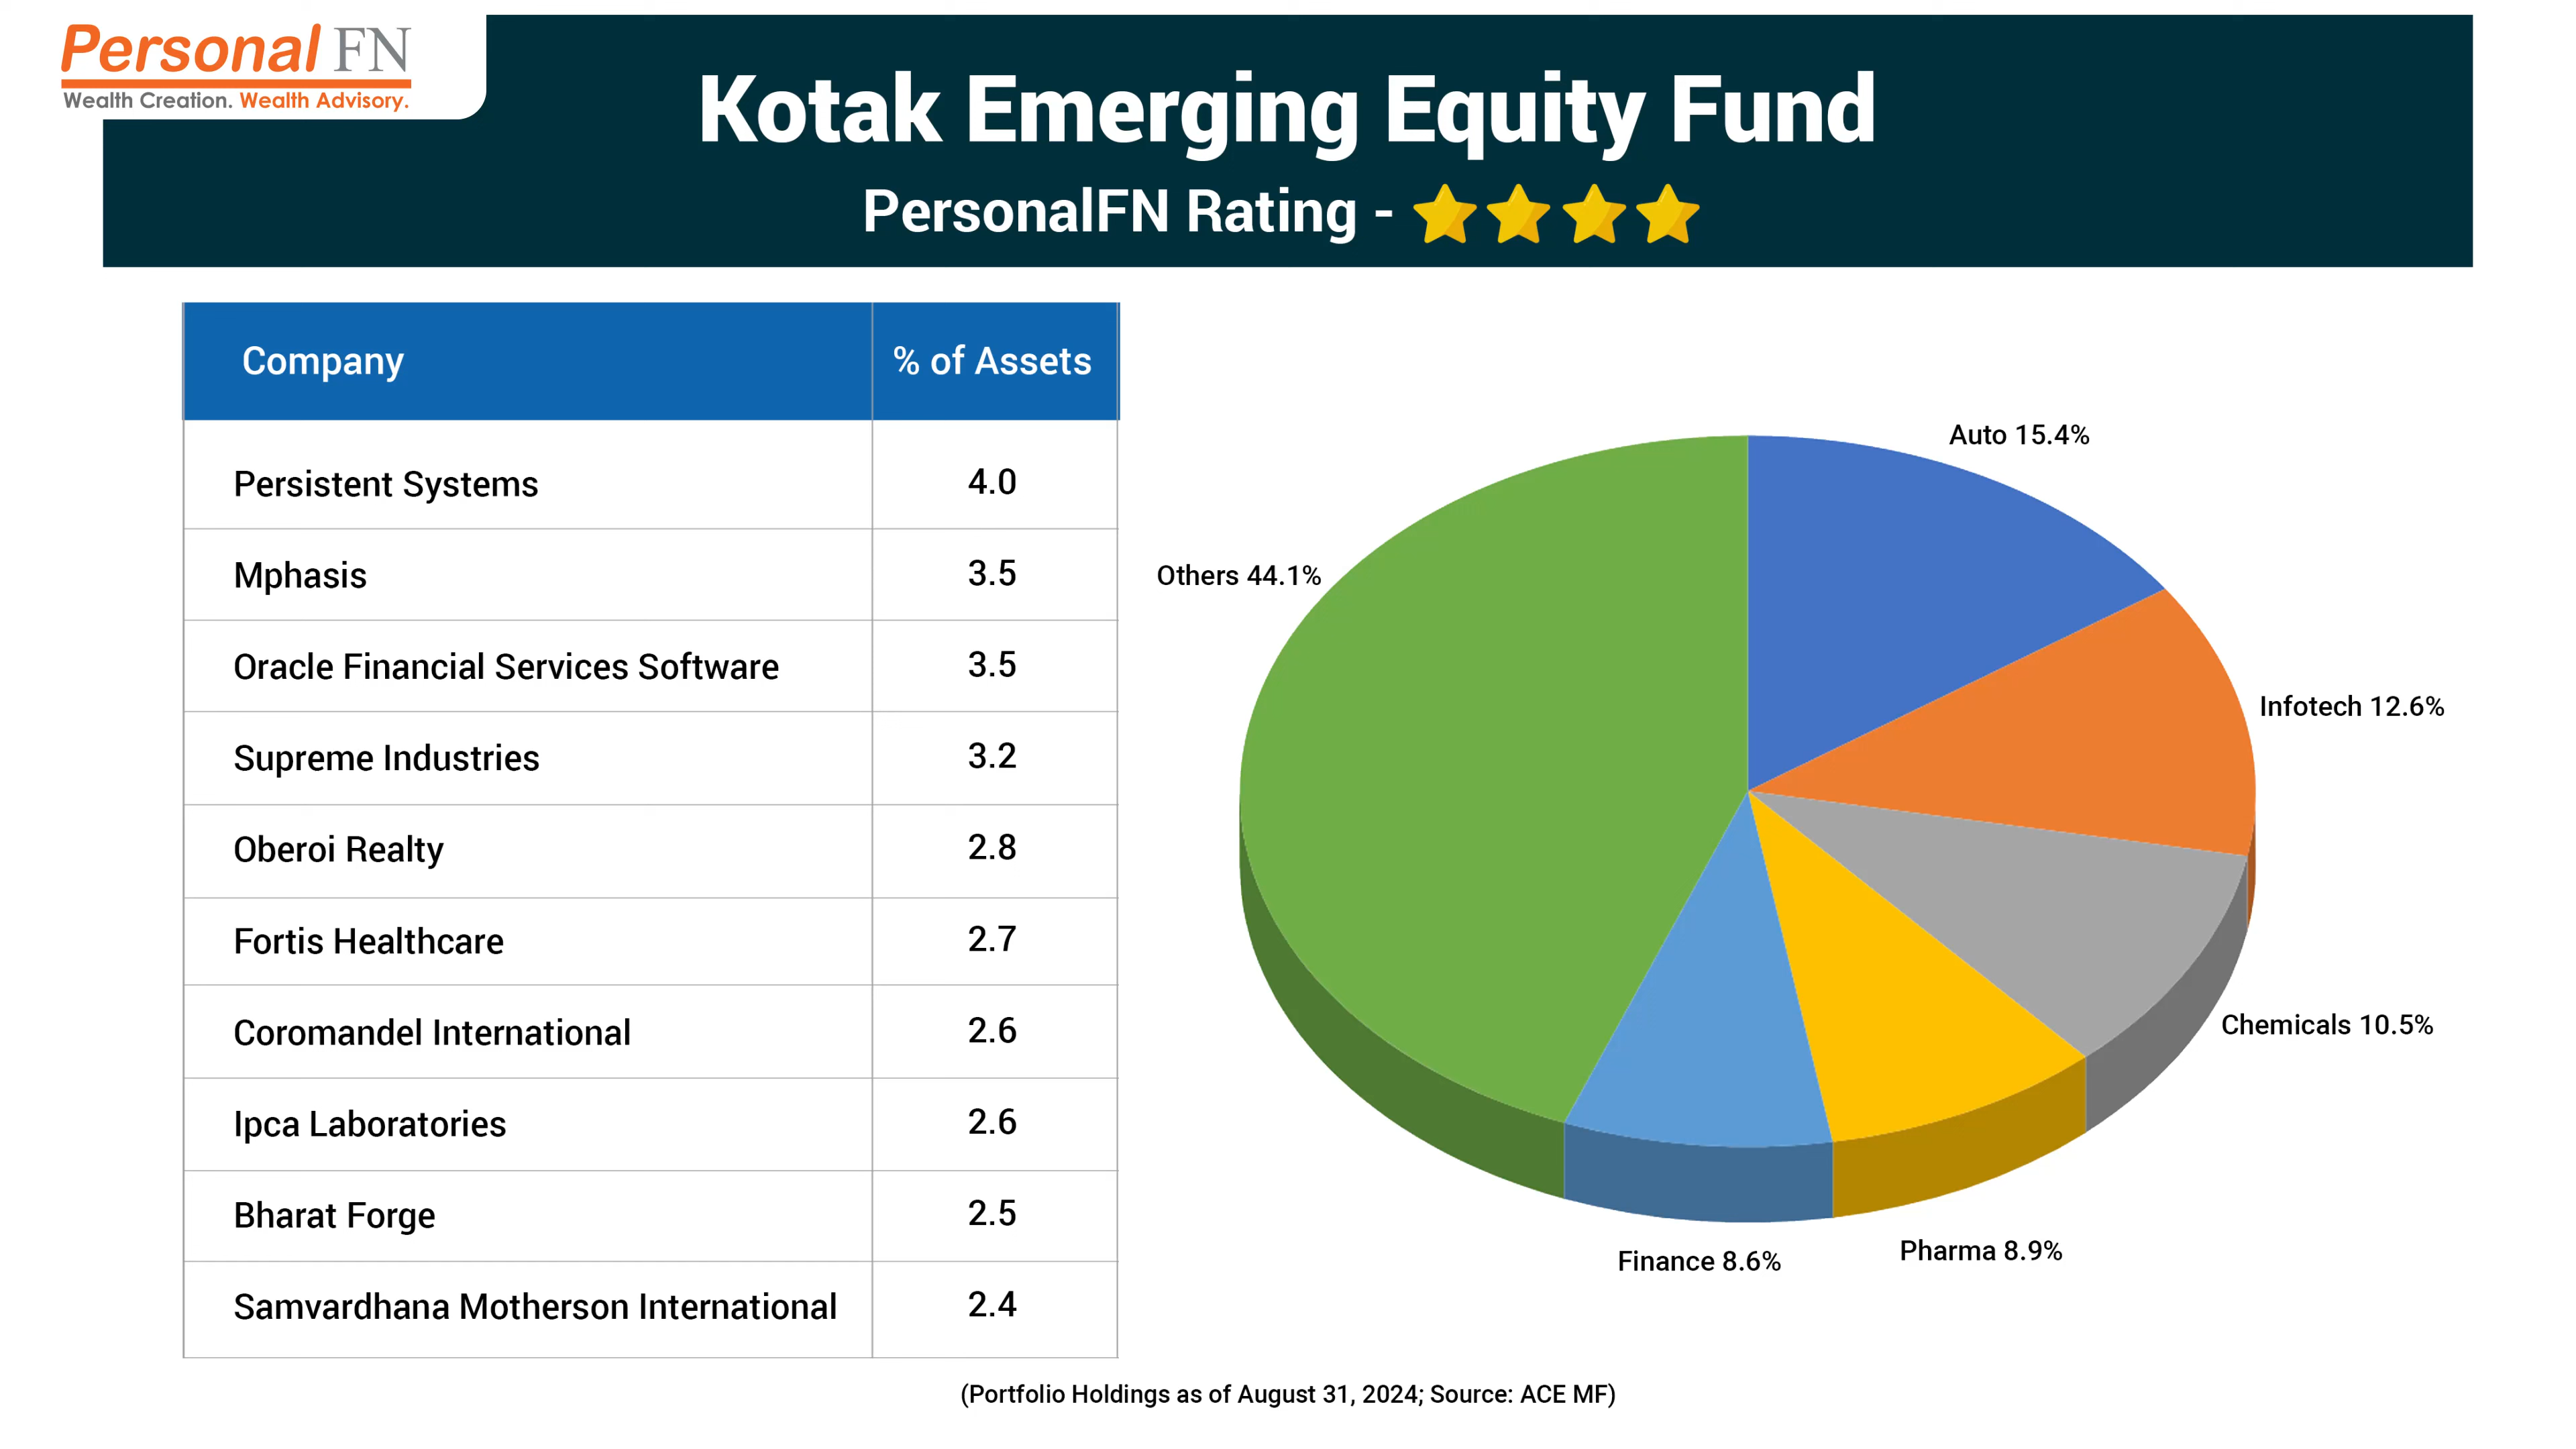 Personal FN
Wealth Creation. Wealth Advisory.
Kotak Emerging Equity Fund
PersonalFN Rating -
Company % of Assets
Persistent Systems 4.0
Mphasis 3.5
Oracle Financial Services Software 3.5
Supreme Industries 3.2
Oberoi Realty 2.8
Fortis Healthcare 2.7
Coromandel International 2.6
Ipca Laboratories 2.6
Bharat Forge 2.5
Samvardhana Motherson International 2.4
Auto 15.4%
Others 44.1%
Infotech 12.6%
Chemicals 10.5%
Pharma 8.9%
Finance 8.6%
(Portfolio Holdings as of August 31, 2024; Source: ACE MF)